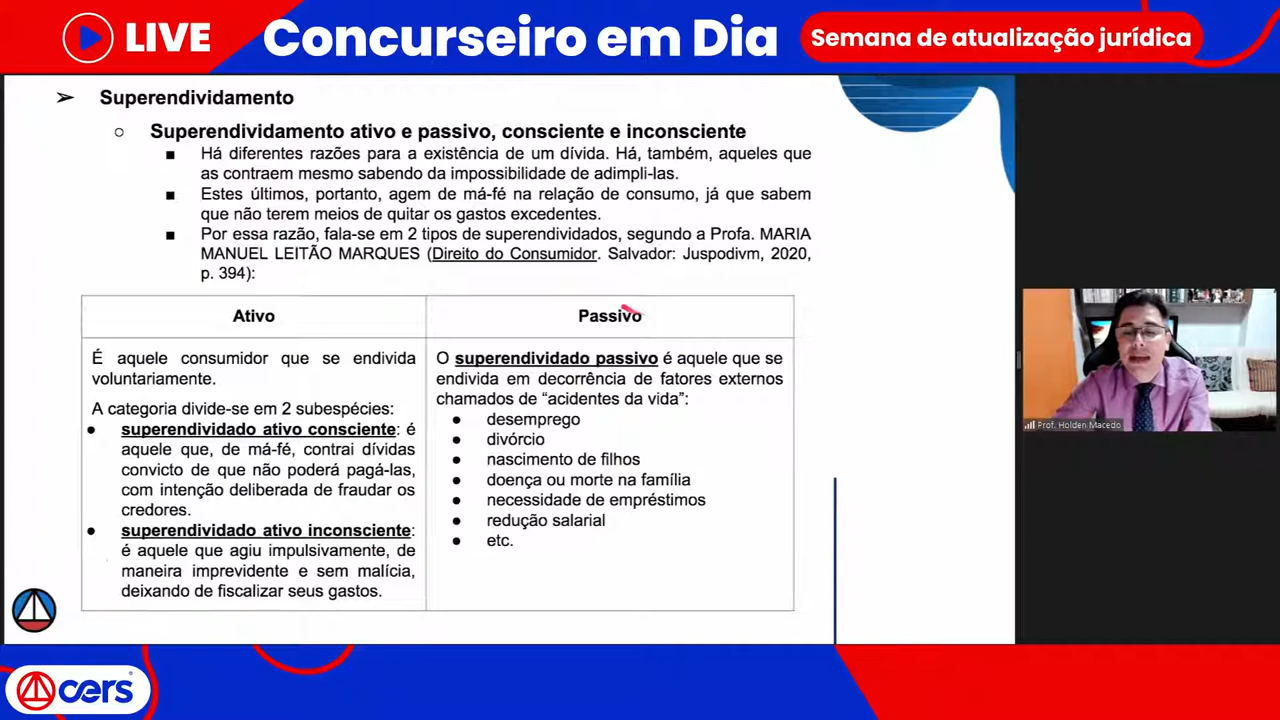 LIVE
Concurseiro em Dia
Semana de atualização jurídica
➢ Superendividamento
○ Superendividamento ativo e passivo, consciente e inconsciente
■ Há diferentes razões para a existência de um dívida. Há, também, aqueles que
as contraem mesmo sabendo da impossibilidade de adimpli-las.
■ Estes últimos, portanto, agem de má-fé na relação de consumo, já que sabem
que não terem meios de quitar os gastos excedentes.
■ Por essa razão, fala-se em 2 tipos de superendividados, segundo a Profa. MARIA
MANUEL LEITÃO MARQUES (Direito do Consumidor. Salvador: Juspodivm, 2020,
p. 394):
Ativo
É aquele consumidor que se endivida
voluntariamente.
A categoria divide-se em 2 subespécies:
● superendividado ativo consciente: é
aquele que, de má-fé, contrai dívidas
convicto de que não poderá pagá-las,
com intenção deliberada de fraudar os
credores.
● superendividado ativo inconsciente:
é aquele que agiu impulsivamente, de
maneira imprevidente e sem malícia,
deixando de fiscalizar seus gastos.
Passivo
O superendividado passivo é aquele que se
endivida em decorrência de fatores externos
chamados de “acidentes da vida”:
● desemprego
● divórcio
● nascimento de filhos
● doença ou morte na família
● necessidade de empréstimos
● redução salarial
● etc.
Prof. Holden Macedo
cers